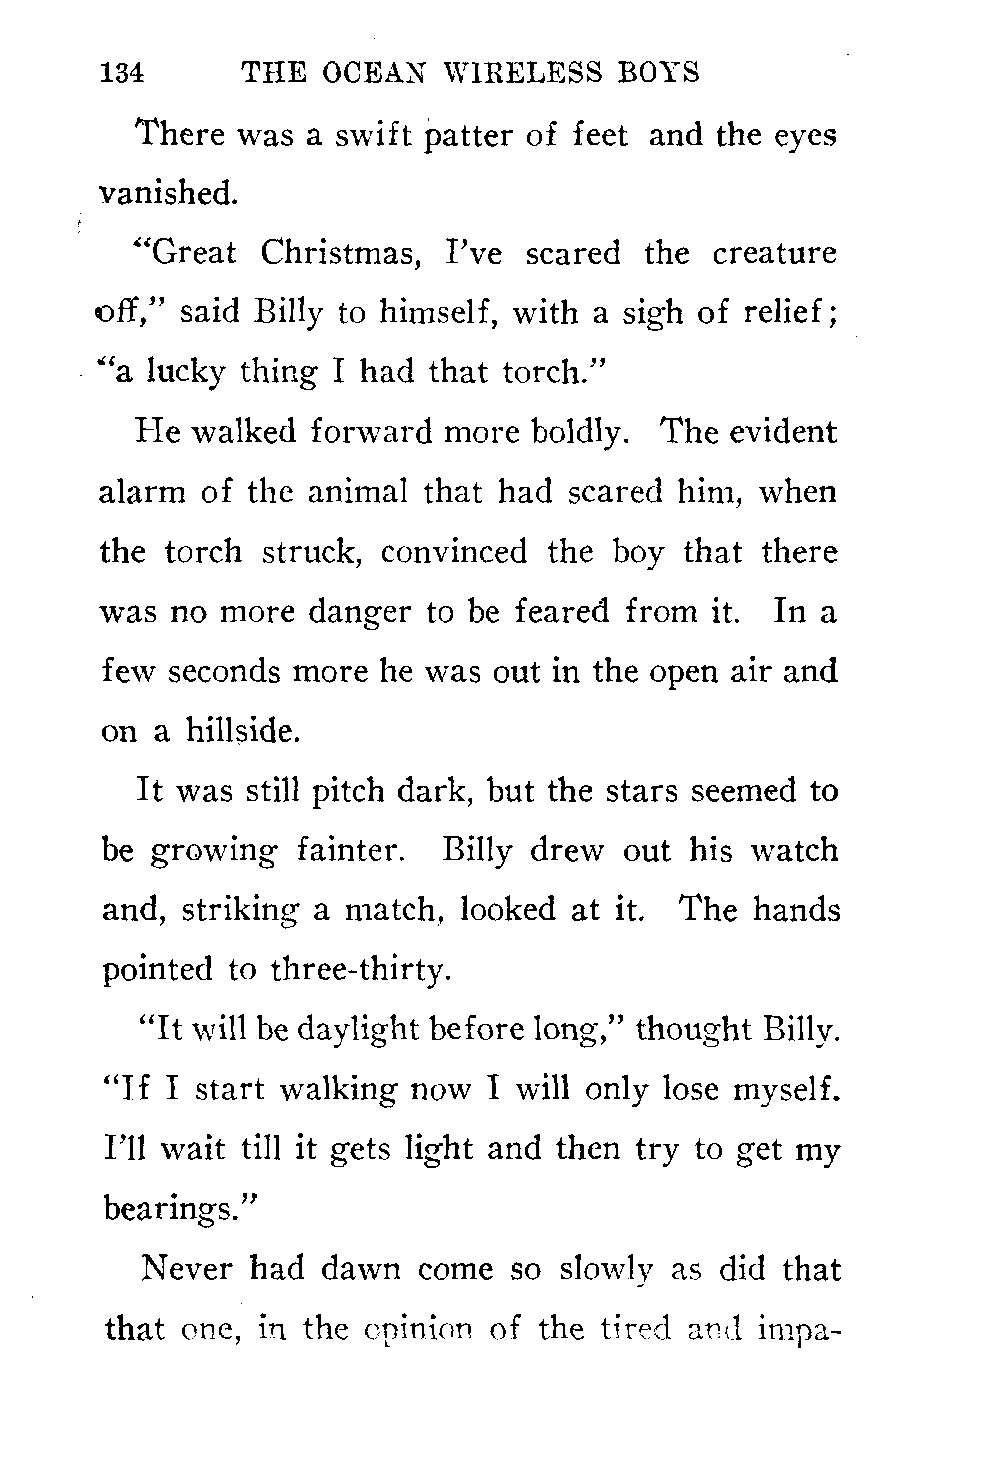 134 THE OCEAN WIRELESS BOYS
There was a swift patter of feet and the eyes
vanished.
“Great Christmas, I’ve scared the creature
off,” said Billy to himself, with a sigh of relief;
“a lucky thing I had that torch.”
He walked forward more boldly. The evident
alarm of the animal that had scared him, when
the torch struck, convinced the boy that there
was no more danger to be feared from it. In a
few seconds more he was out in the open air and
on a hillside.
It was still pitch dark, but the stars seemed to
be growing fainter. Billy drew out his watch
and, striking a match, looked at it. The hands
pointed to three-thirty.
“It will be daylight before long,” thought Billy.
“If I start walking now I will only lose myself.
I’ll wait till it gets light and then try to get my
bearings.”
Never had dawn come so slowly as did that
that one, in the opinion of the tired and impa-